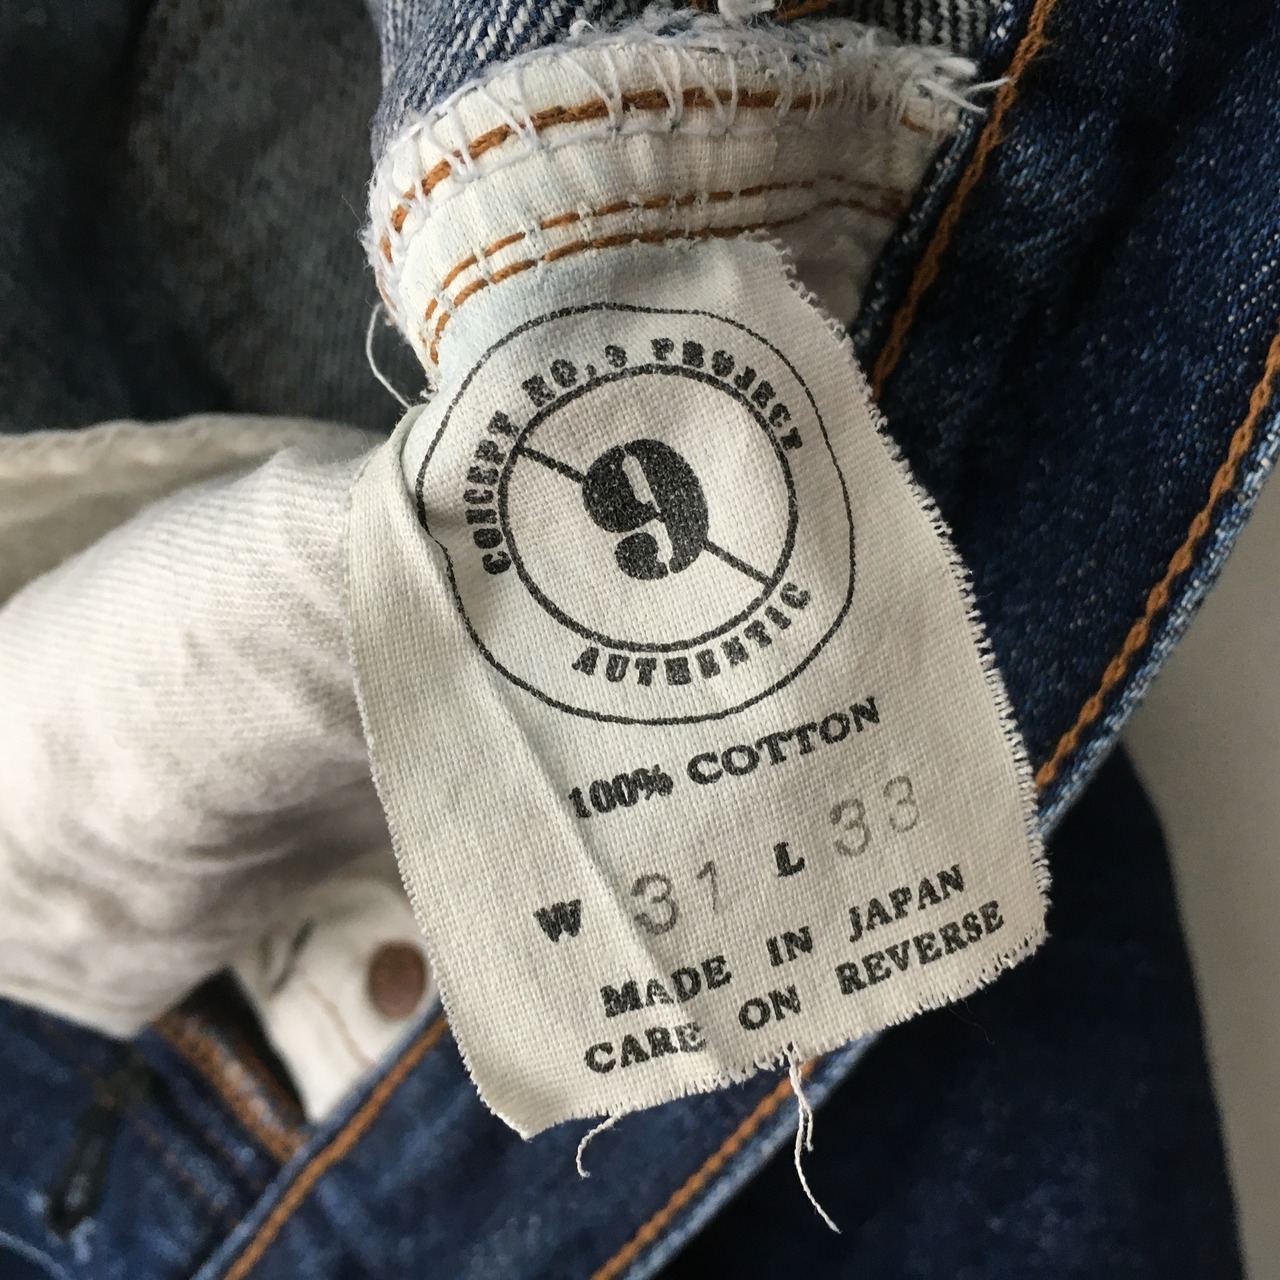 CONCEPT NO.9 PROJECT
9
AUTHENTIC
100% COTTON
W 31 L 33
MADE IN JAPAN
CARE ON REVERSE